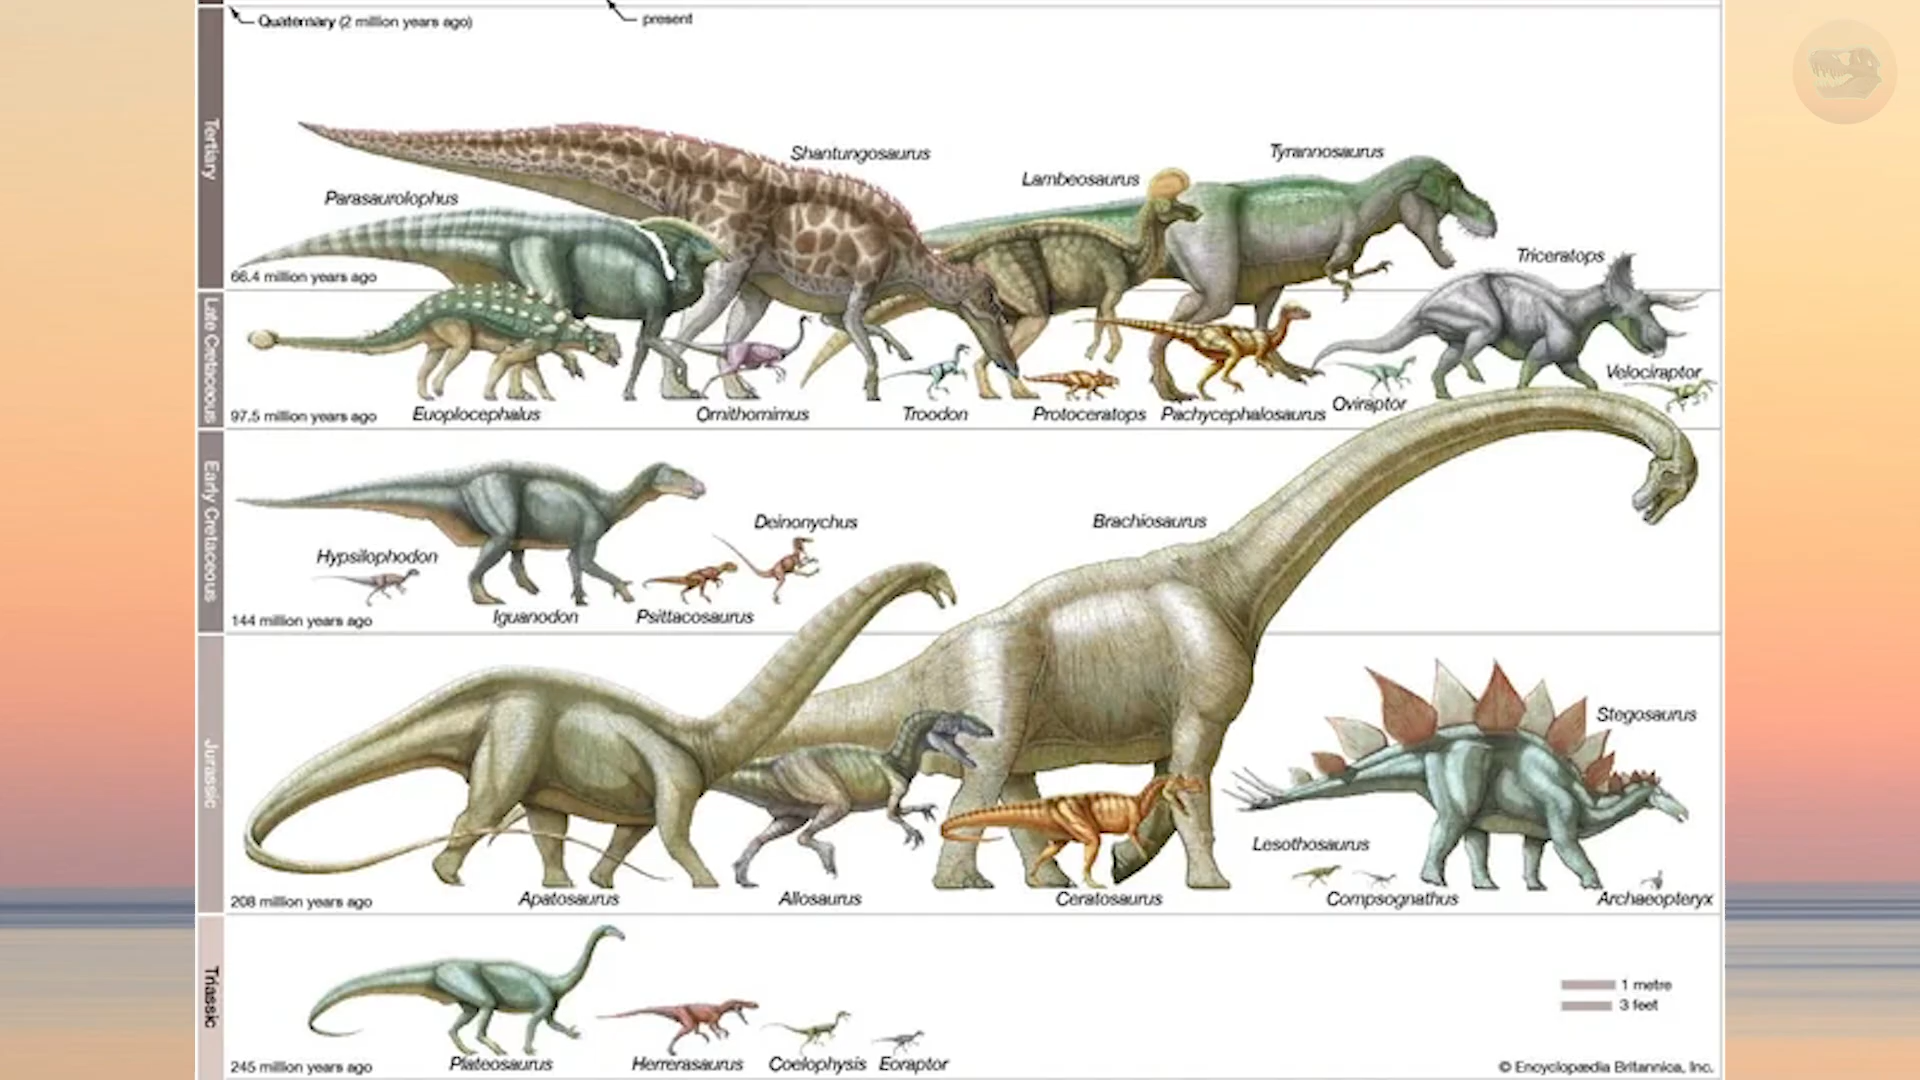 Quaternary (2 million years ago)
present
Tertiary
Shantungosaurus
Tyrannosaurus
Lambeosaurus
Parasaurolophus
Triceratops
66.4 million years ago
Late Cretaceous
Velociraptor
Oviraptor
97.5 million years ago
Euoplocephalus
Ornithomimus
Troodon
Protoceratops
Pachycephalosaurus
Early Cretaceous
Deinonychus
Brachiosaurus
Hypsilophodon
144 million years ago
Iguanodon
Psittacosaurus
Jurassic
Stegosaurus
Lesothosaurus
208 million years ago
Apatosaurus
Allosaurus
Ceratosaurus
Compsognathus
Archaeopteryx
Triassic
1 metre
3 feet
245 million years ago
Plateosaurus
Herrerasaurus
Coelophysis
Eoraptor
© Encyclopædia Britannica, Inc.